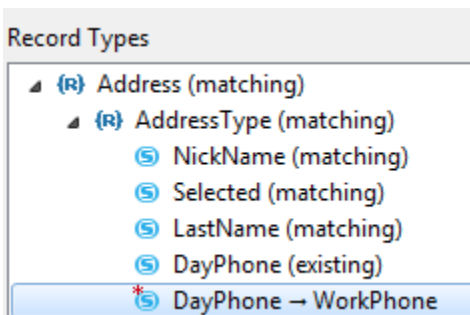 Record Types
{R} Address (matching)
{R} AddressType (matching)
S NickName (matching)
S Selected (matching)
S LastName (matching)
S DayPhone (existing)
* S DayPhone → WorkPhone